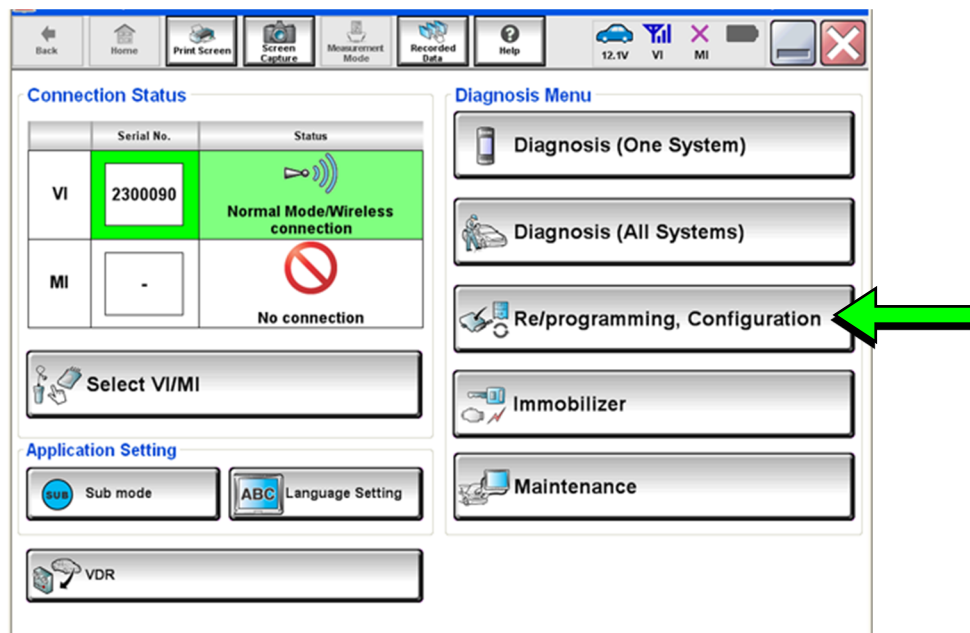 Back
Home
Print Screen
Screen
Capture
Measurement
Mode
Recorded
Data
Help
12.1V
VI
MI
Connection Status
Serial No.
Status
VI
2300090
Normal Mode/Wireless
connection
MI
-
No connection
Select VI/MI
Application Setting
SUB
Sub mode
ABC
Language Setting
VDR
Diagnosis Menu
Diagnosis (One System)
Diagnosis (All Systems)
Re/programming, Configuration
Immobilizer
Maintenance